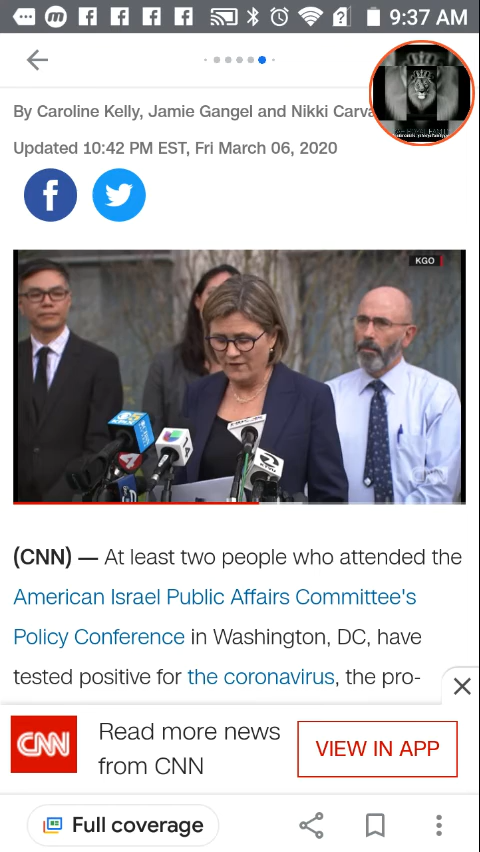 9:37 AM
By Caroline Kelly, Jamie Gangel and Nikki Carva
Updated 10:42 PM EST, Fri March 06, 2020
KGO
CNN
(CNN) — At least two people who attended the
American Israel Public Affairs Committee's
Policy Conference in Washington, DC, have
tested positive for the coronavirus, the pro-
CNN
Read more news
from CNN
VIEW IN APP
Full coverage